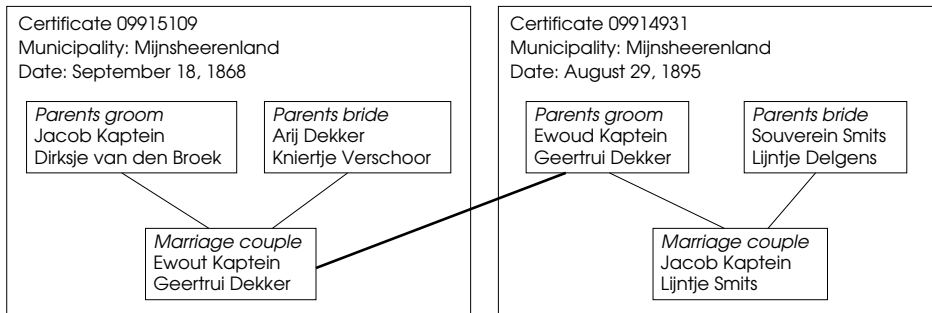 Certificate 09915109
Municipality: Mijnsheerenland
Date: September 18, 1868
Parents groom
Jacob Kaptein
Dirksje van den Broek
Parents bride
Arij Dekker
Kniertje Verschoor
Marriage couple
Ewout Kaptein
Geertrui Dekker
Certificate 09914931
Municipality: Mijnsheerenland
Date: August 29, 1895
Parents groom
Ewoud Kaptein
Geertrui Dekker
Parents bride
Souverein Smits
Lijntje Delgens
Marriage couple
Jacob Kaptein
Lijntje Smits